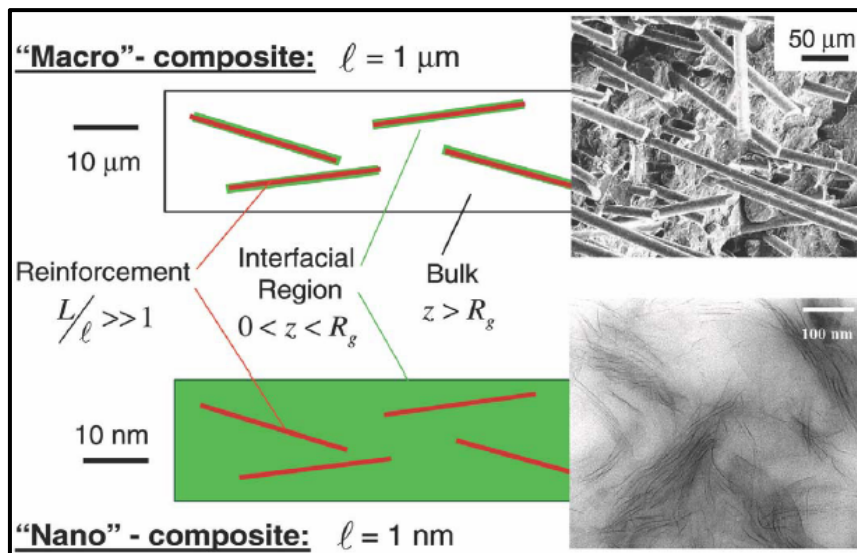 “Macro”- composite: ℓ = 1 μm
50 μm
10 μm
Reinforcement
L/ℓ >> 1
Interfacial
Region
0 < z < R_g
Bulk
z > R_g
100 nm
10 nm
“Nano” - composite: ℓ = 1 nm